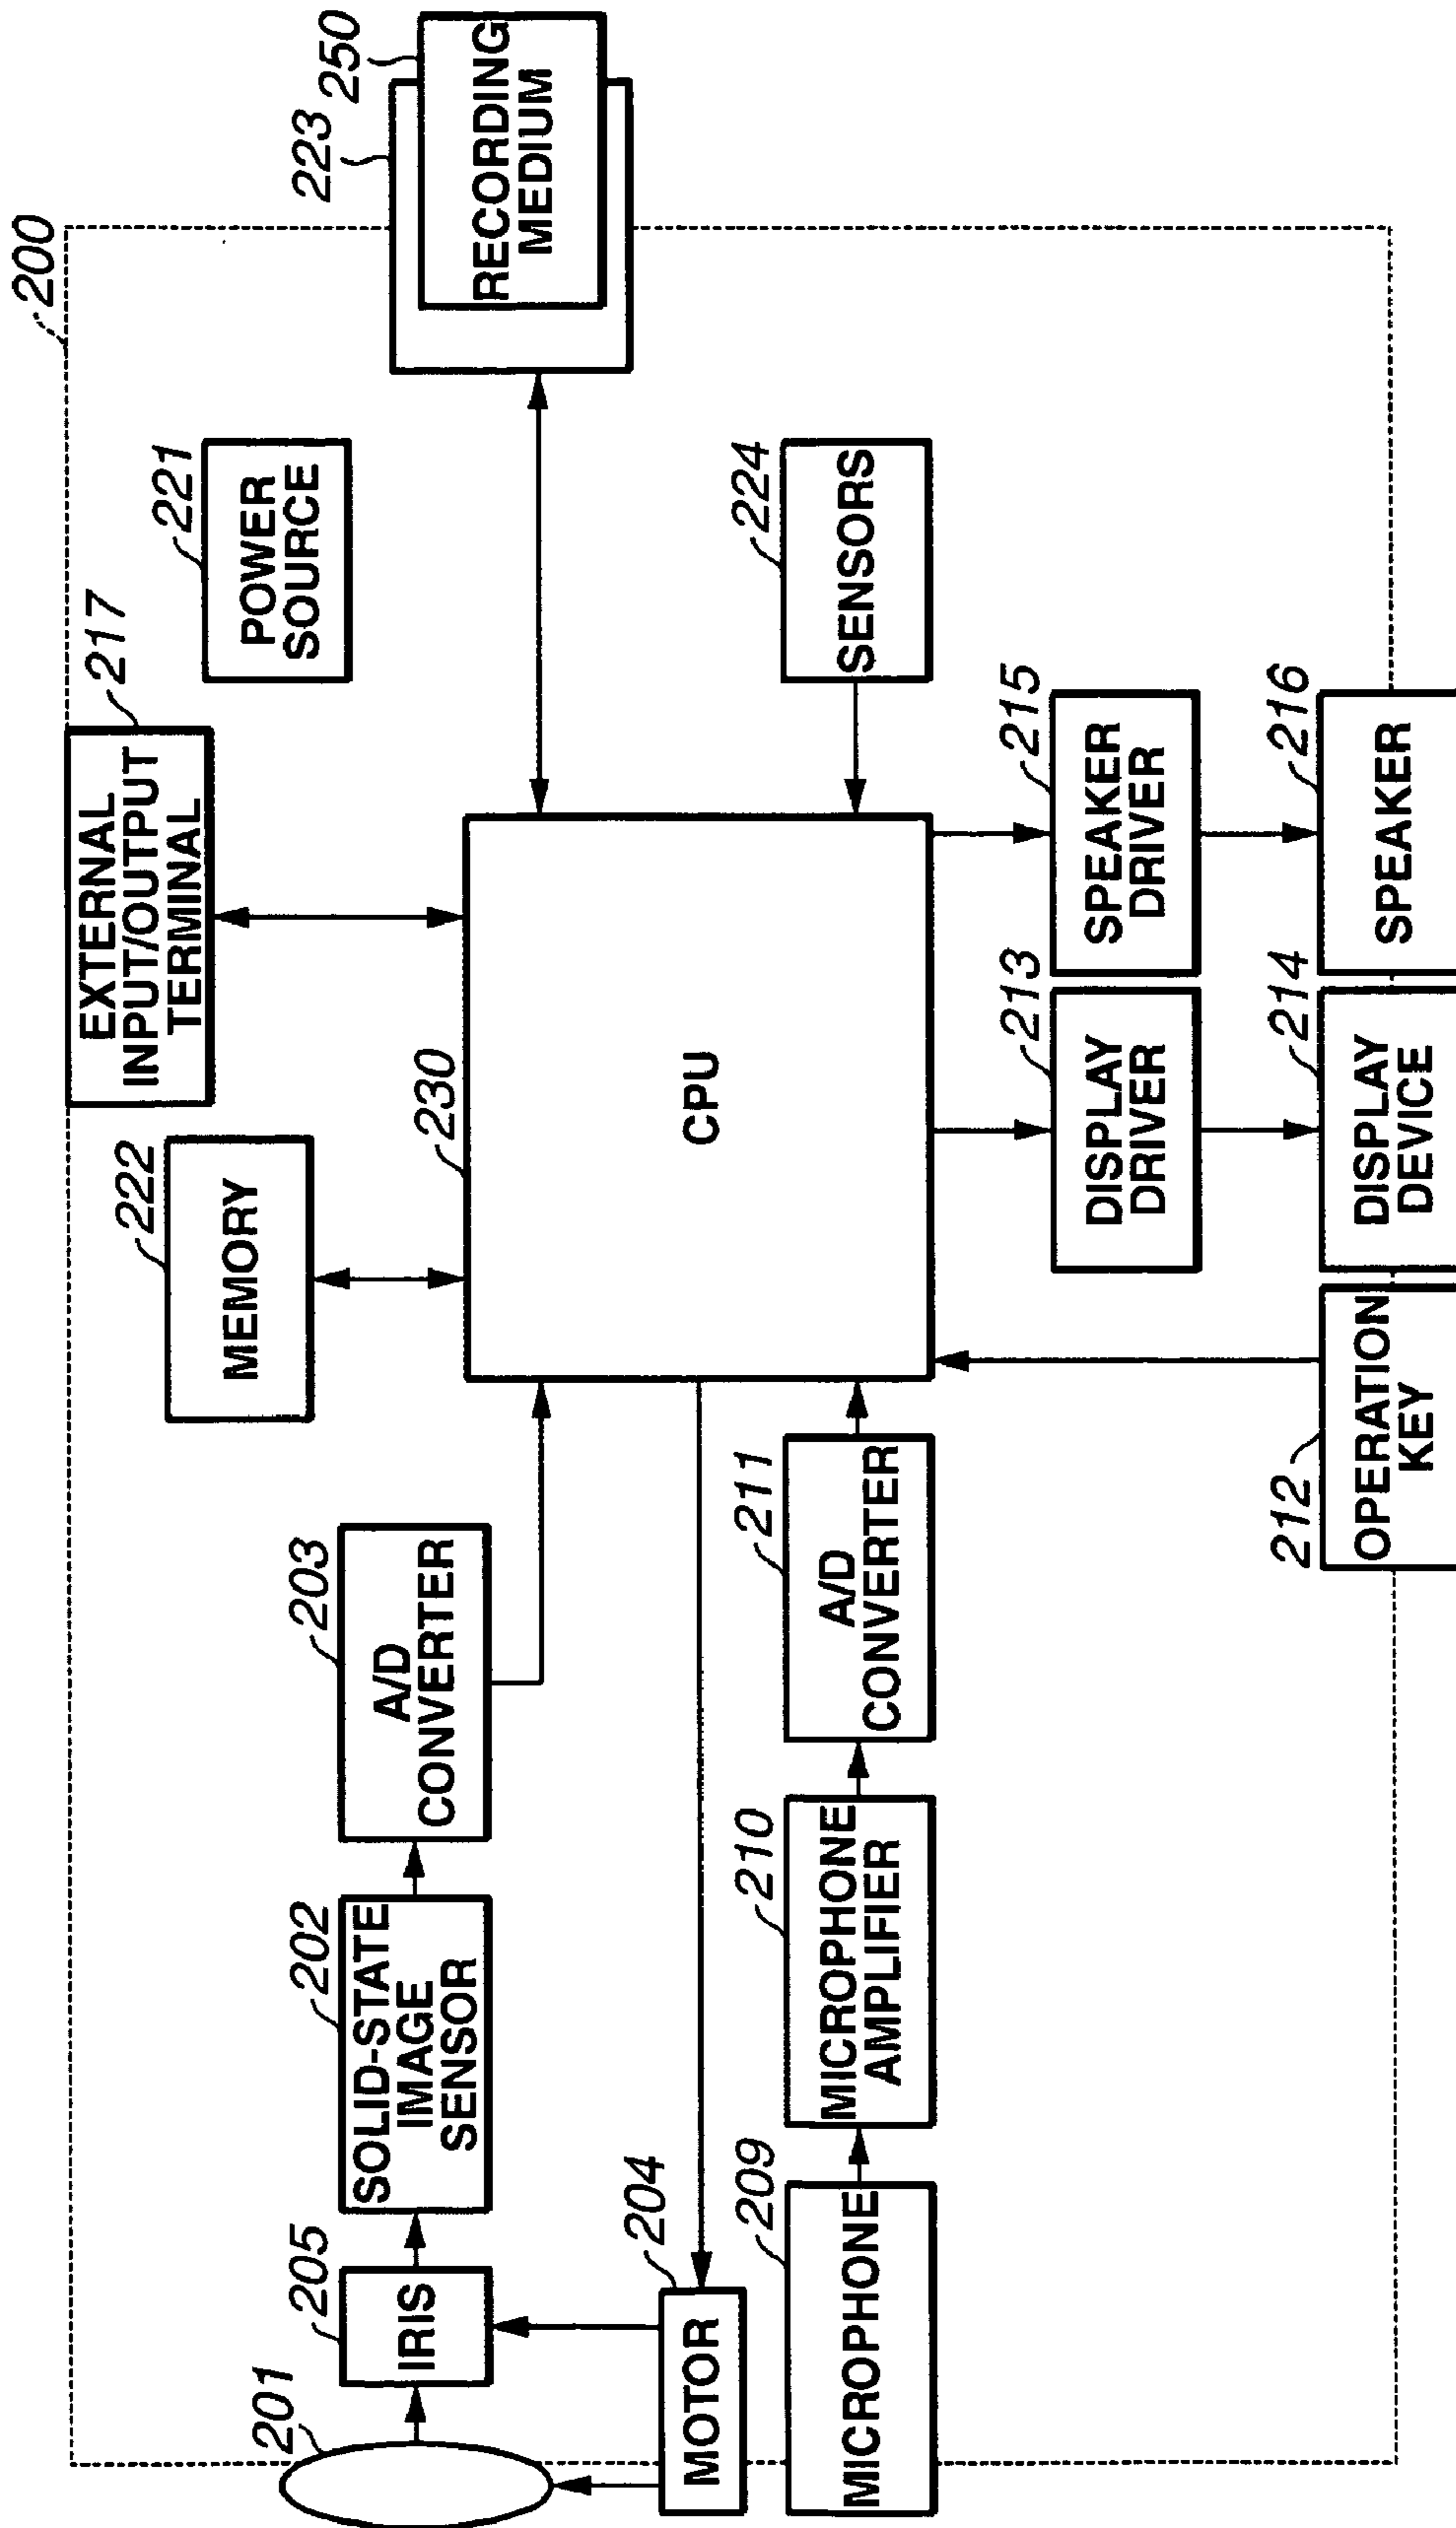 200
201
205
IRIS
202
SOLID-STATE
IMAGE
SENSOR
203
A/D
CONVERTER
222
MEMORY
217
EXTERNAL
INPUT/OUTPUT
TERMINAL
221
POWER
SOURCE
223
250
RECORDING
MEDIUM
204
MOTOR
230
CPU
209
MICROPHONE
210
MICROPHONE
AMPLIFIER
211
A/D
CONVERTER
224
SENSORS
213
DISPLAY
DRIVER
215
SPEAKER
DRIVER
212
OPERATION
KEY
214
DISPLAY
DEVICE
216
SPEAKER